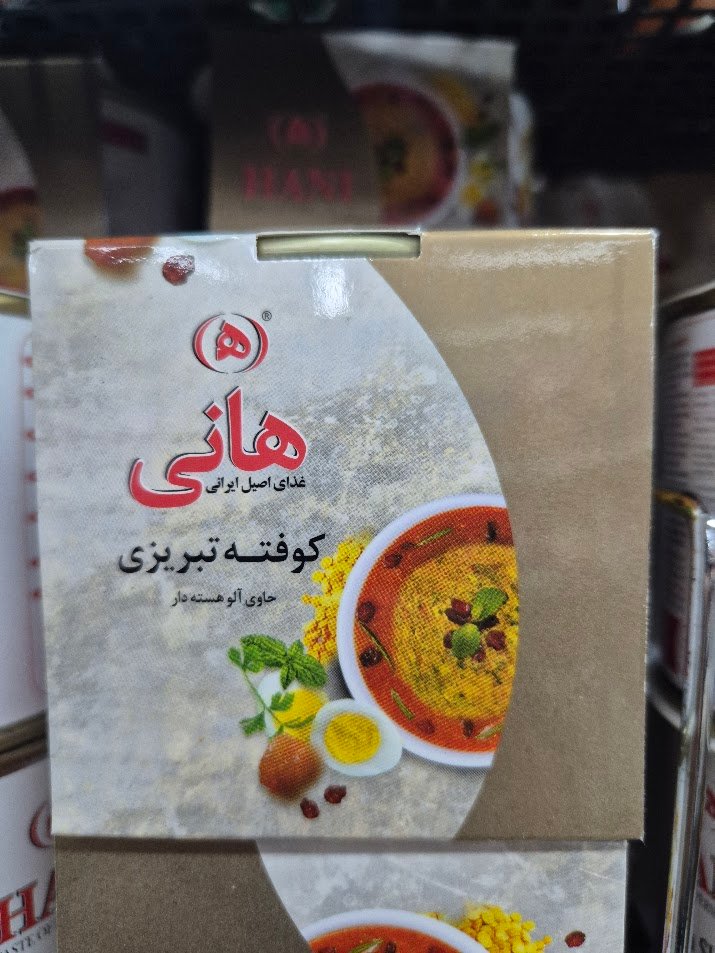 HANI
ه ®
هانی
غذای اصیل ایرانی
کوفته تبریزی
حاوی آلو هسته دار